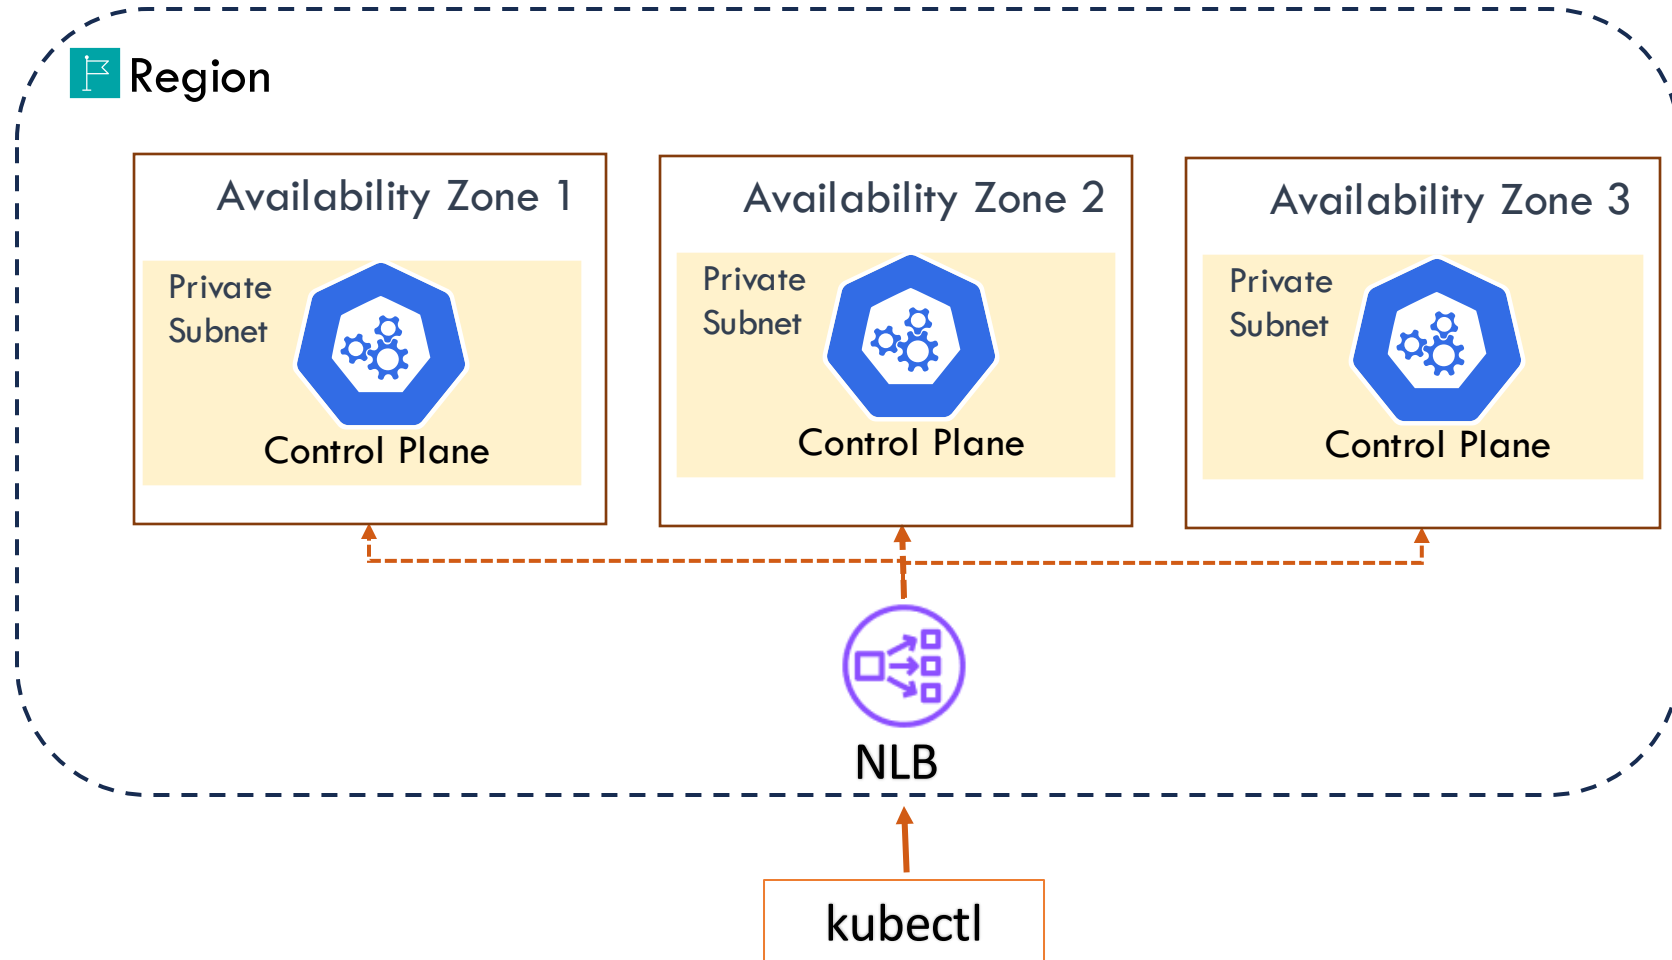 Region
Availability Zone 1
Private
Subnet
Control Plane
Availability Zone 2
Private
Subnet
Control Plane
Availability Zone 3
Private
Subnet
Control Plane
NLB
kubectl